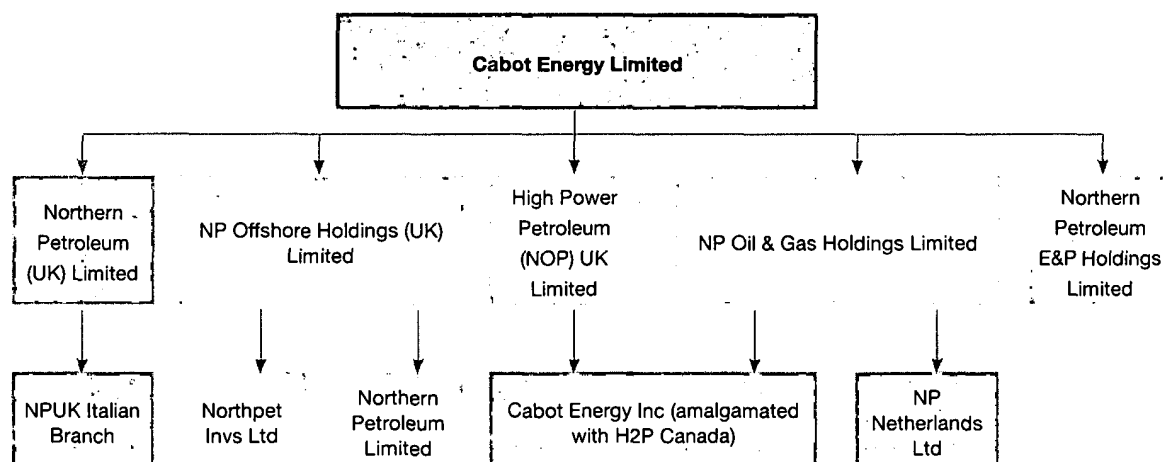 Cabot Energy Limited
Northern
Petroleum
(UK) Limited
NP Offshore Holdings (UK)
Limited
High Power
Petroleum
(NOP) UK
Limited
NP Oil & Gas Holdings Limited
Northern
Petroleum
E&P Holdings
Limited
NPUK Italian
Branch
Northpet
Invs Ltd
Northern
Petroleum
Limited
Cabot Energy Inc (amalgamated
with H2P Canada)
NP
Netherlands
Ltd